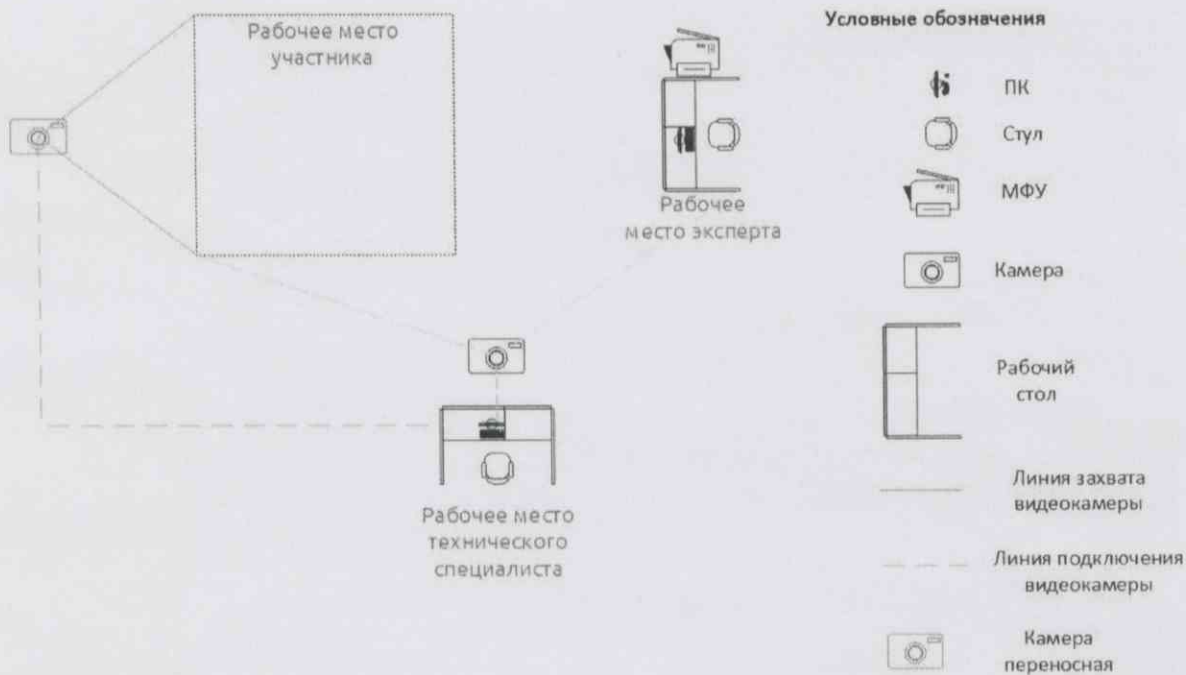 Рабочее место
участника
Рабочее
место эксперта
Рабочее место
технического
специалиста
Условные обозначения
ПК
Стул
МФУ
Камера
Рабочий
стол
Линия захвата
видеокамеры
Линия подключения
видеокамеры
Камера
переносная